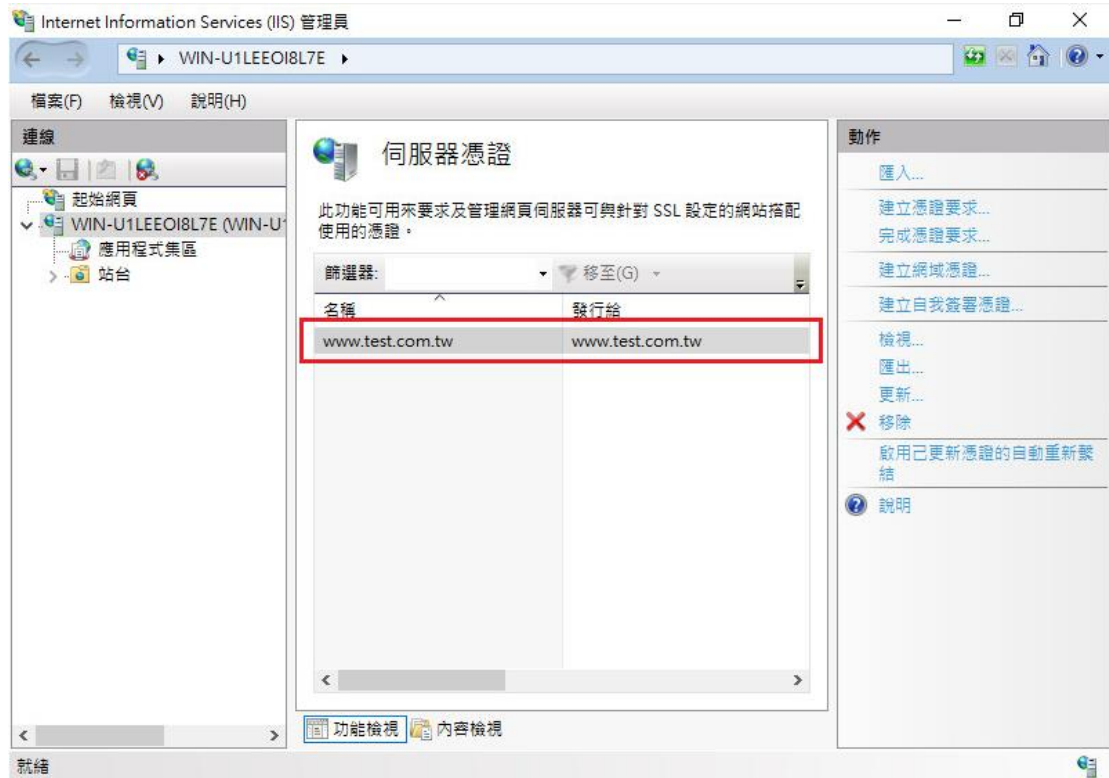 Internet Information Services (IIS) 管理員
WIN-U1LEEOI8L7E
檔案(F) 檢視(V) 說明(H)
連線
起始網頁
WIN-U1LEEOI8L7E (WIN-U1
應用程式集區
站台
伺服器憑證
此功能可用來要求及管理網頁伺服器可與針對 SSL 設定的網站搭配
使用的憑證。
篩選器: 移至(G)
名稱 發行給
www.test.com.tw www.test.com.tw
功能檢視 內容檢視
動作
匯入...
建立憑證要求...
完成憑證要求...
建立網域憑證...
建立自我簽署憑證...
檢視...
匯出...
更新...
移除
啟用已更新憑證的自動重新繫
結
說明
就緒